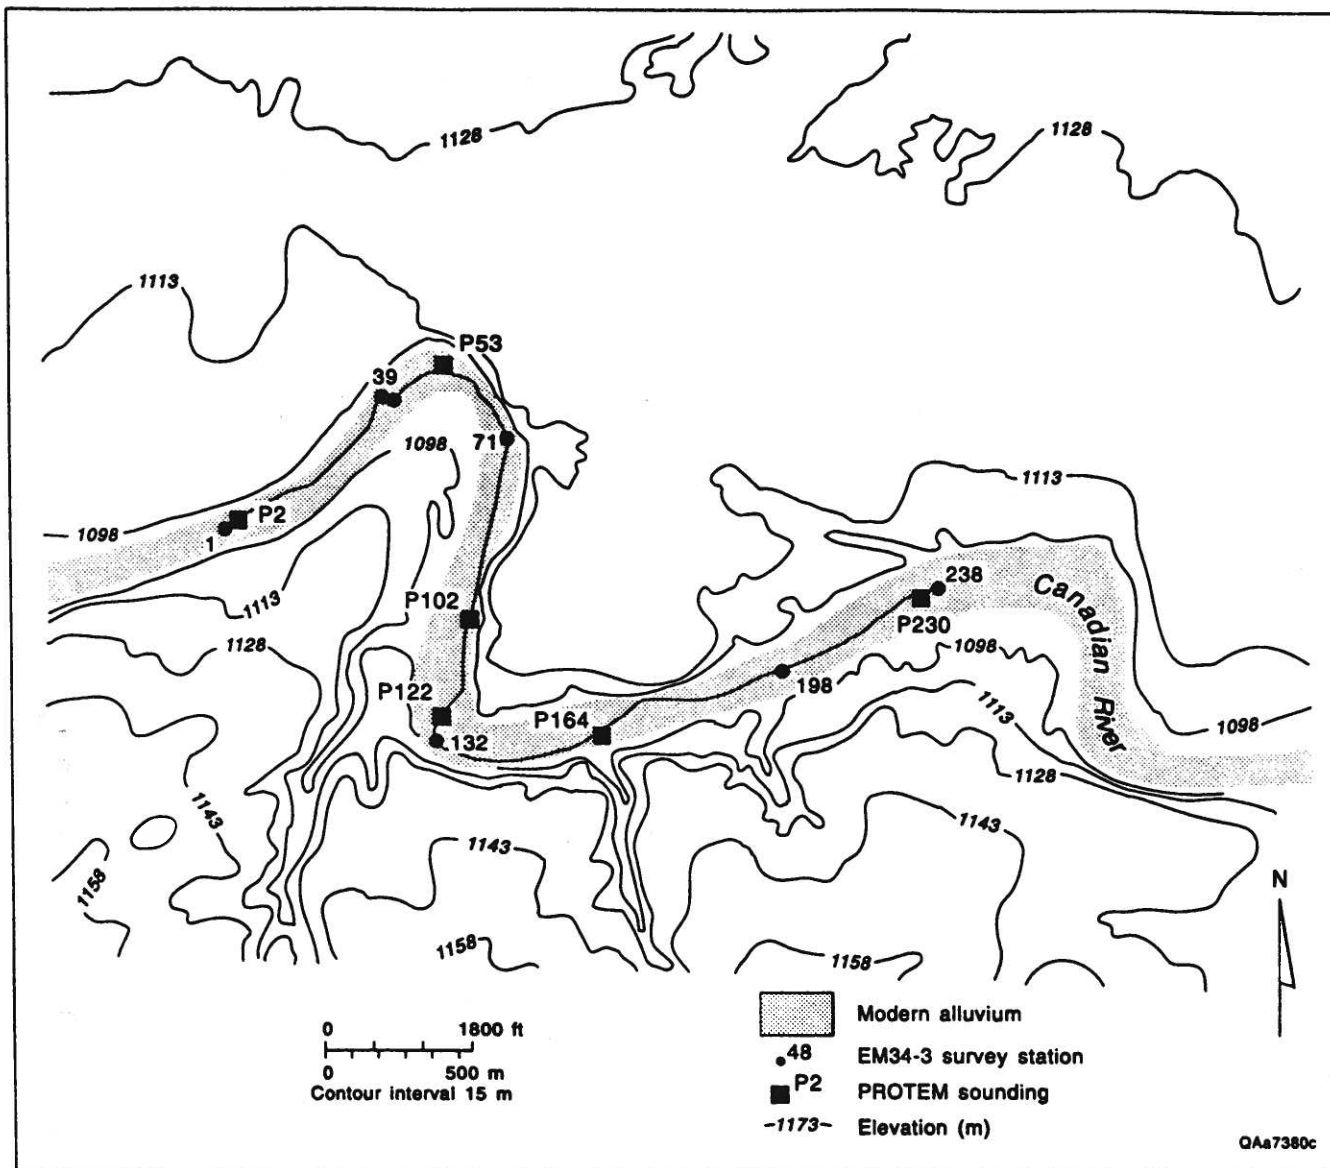 1128
1128
1113
P53
39
71
1098
1113
P2
1
1098
238
Canadian River
P102
1113
P230
1098
1128
P122
198
P164
1113
132
1098
1128
1143
1143
1143
1158
1158
1158
N
0 1800 ft
0 500 m
Contour interval 15 m
Modern alluvium
48 EM34-3 survey station
P2 PROTEM sounding
-1173- Elevation (m)
QAa7380c